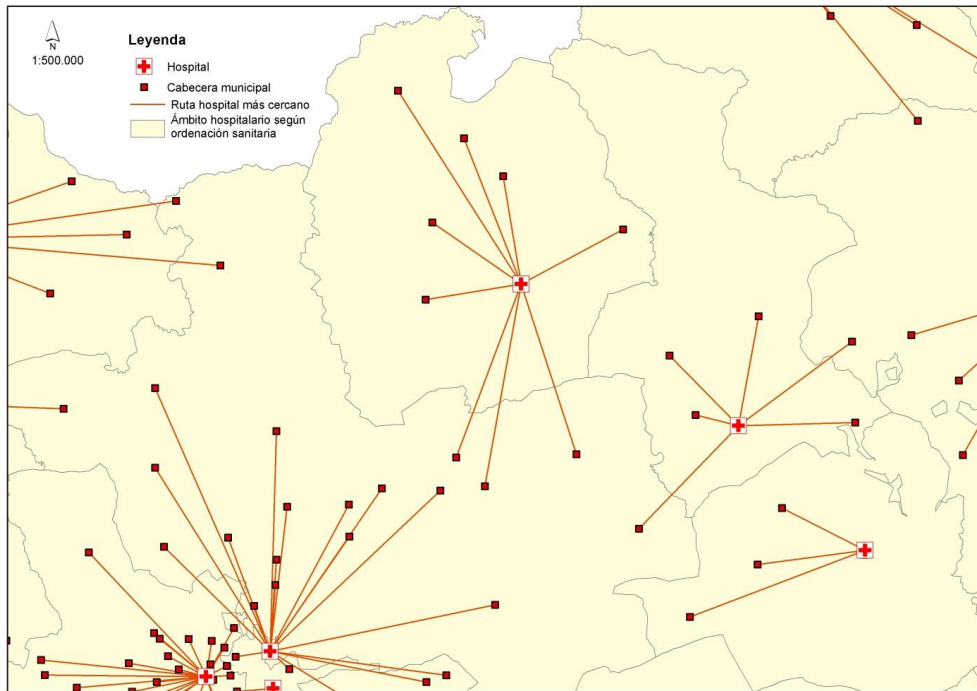 N
1:500.000
Leyenda
Hospital
Cabecera municipal
Ruta hospital más cercano
Ámbito hospitalario según
ordenación sanitaria